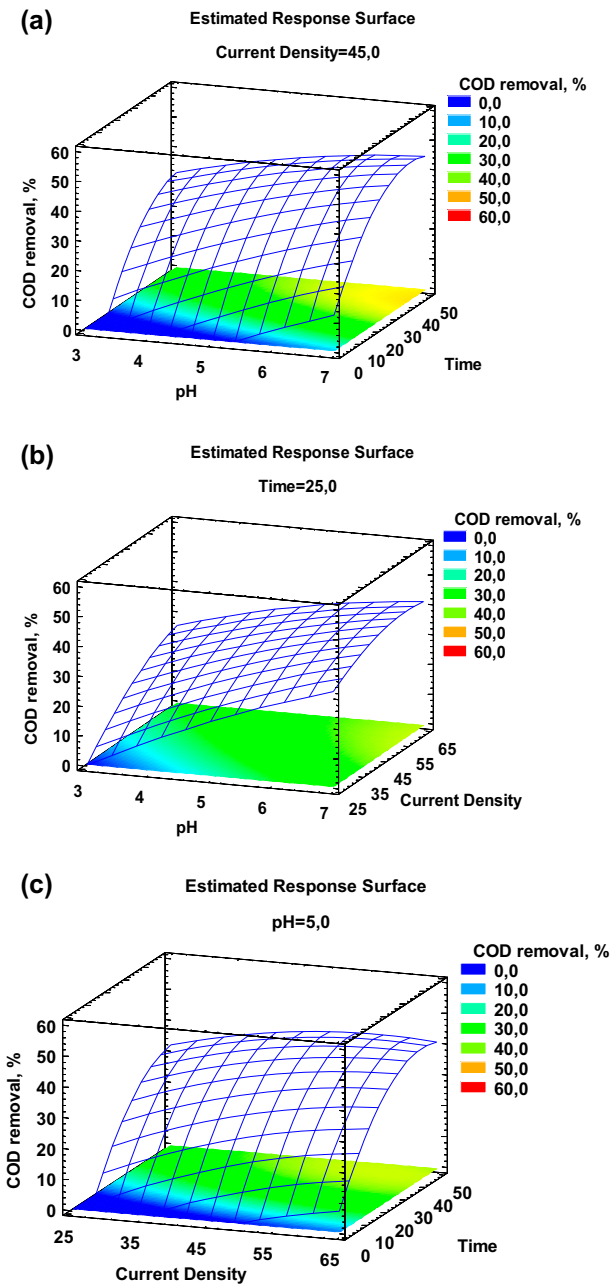 (a)
Estimated Response Surface
Current Density=45,0
COD removal, %
0,0
10,0
20,0
30,0
40,0
50,0
60,0
COD removal, %
60
50
40
30
20
10
0
3 4 5 6 7
pH
0 10 20 30 40 50
Time
(b)
Estimated Response Surface
Time=25,0
COD removal, %
0,0
10,0
20,0
30,0
40,0
50,0
60,0
COD removal, %
60
50
40
30
20
10
0
3 4 5 6 7
pH
25 35 45 55 65
Current Density
(c)
Estimated Response Surface
pH=5,0
COD removal, %
0,0
10,0
20,0
30,0
40,0
50,0
60,0
COD removal, %
60
50
40
30
20
10
0
25 35 45 55 65
Current Density
0 10 20 30 40 50
Time